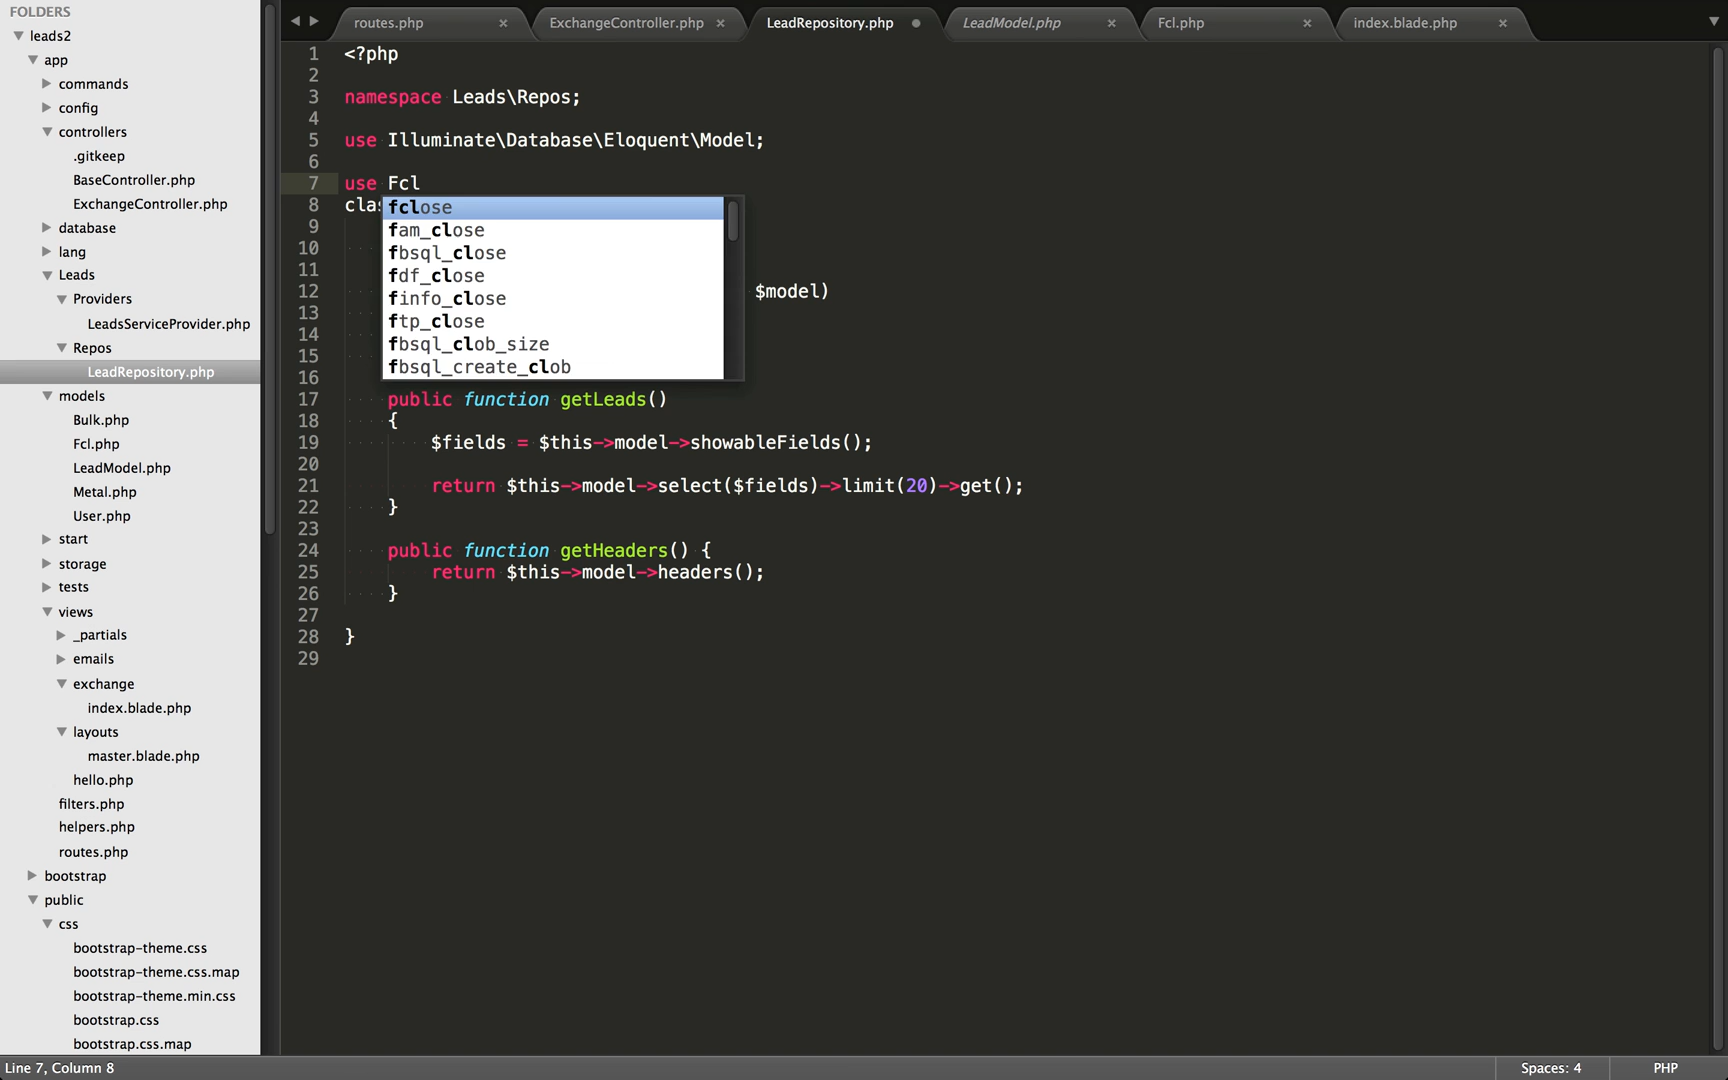 FOLDERS
leads2
app
commands
config
controllers
.gitkeep
BaseController.php
ExchangeController.php
database
lang
Leads
Providers
LeadsServiceProvider.php
Repos
LeadRepository.php
models
Bulk.php
Fcl.php
LeadModel.php
Metal.php
User.php
start
storage
tests
views
_partials
emails
exchange
index.blade.php
layouts
master.blade.php
hello.php
filters.php
helpers.php
routes.php
bootstrap
public
css
bootstrap-theme.css
bootstrap-theme.css.map
bootstrap-theme.min.css
bootstrap.css
bootstrap.css.map
routes.php × ExchangeController.php × LeadRepository.php LeadModel.php × Fcl.php × index.blade.php ×
1 <?php
2
3 namespace Leads\Repos;
4
5 use Illuminate\Database\Eloquent\Model;
6
7 use Fcl
8 clas
fclose
fam_close
fbsql_close
fdf_close
finfo_close
ftp_close
fbsql_clob_size
fbsql_create_clob
9
10
11
12 $model)
13
14
15
16
17 public function getLeads()
18 {
19 $fields = $this->model->showableFields();
20
21 return $this->model->select($fields)->limit(20)->get();
22 }
23
24 public function getHeaders() {
25 return $this->model->headers();
26 }
27
28 }
29
Line 7, Column 8 Spaces: 4 PHP